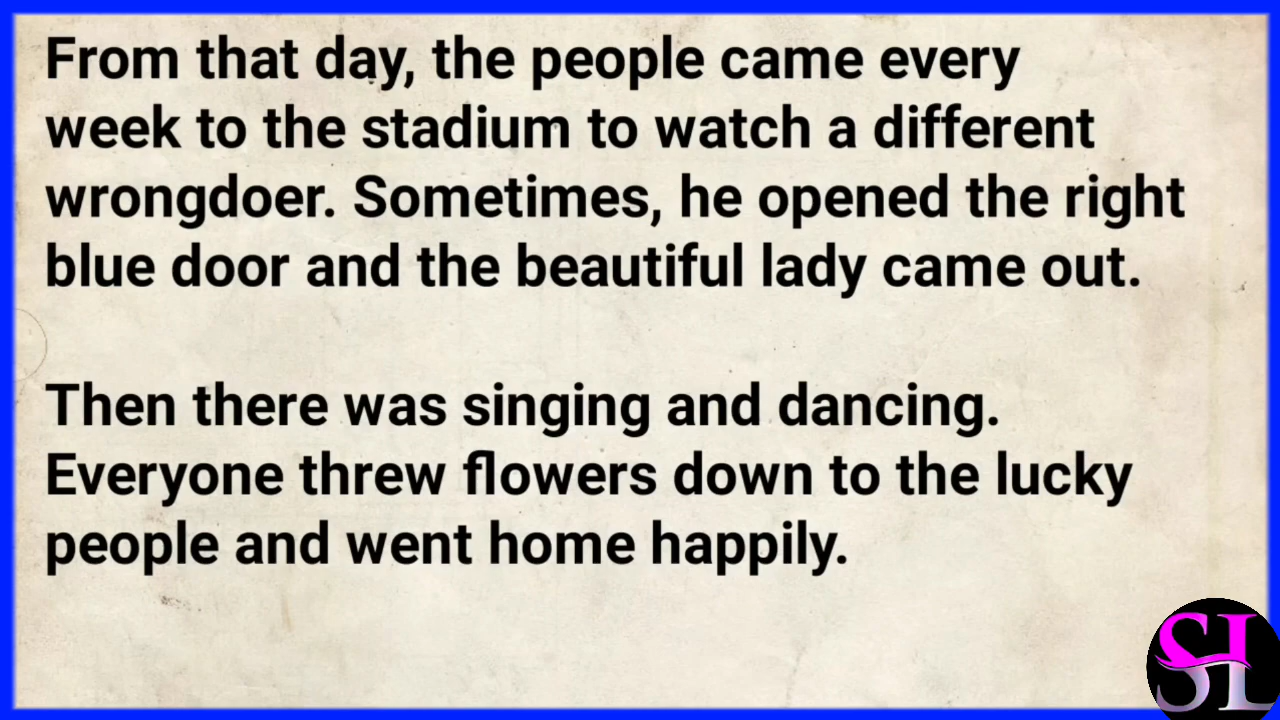 From that day, the people came every
week to the stadium to watch a different
wrongdoer. Sometimes, he opened the right
blue door and the beautiful lady came out.
Then there was singing and dancing.
Everyone threw flowers down to the lucky
people and went home happily.
SL